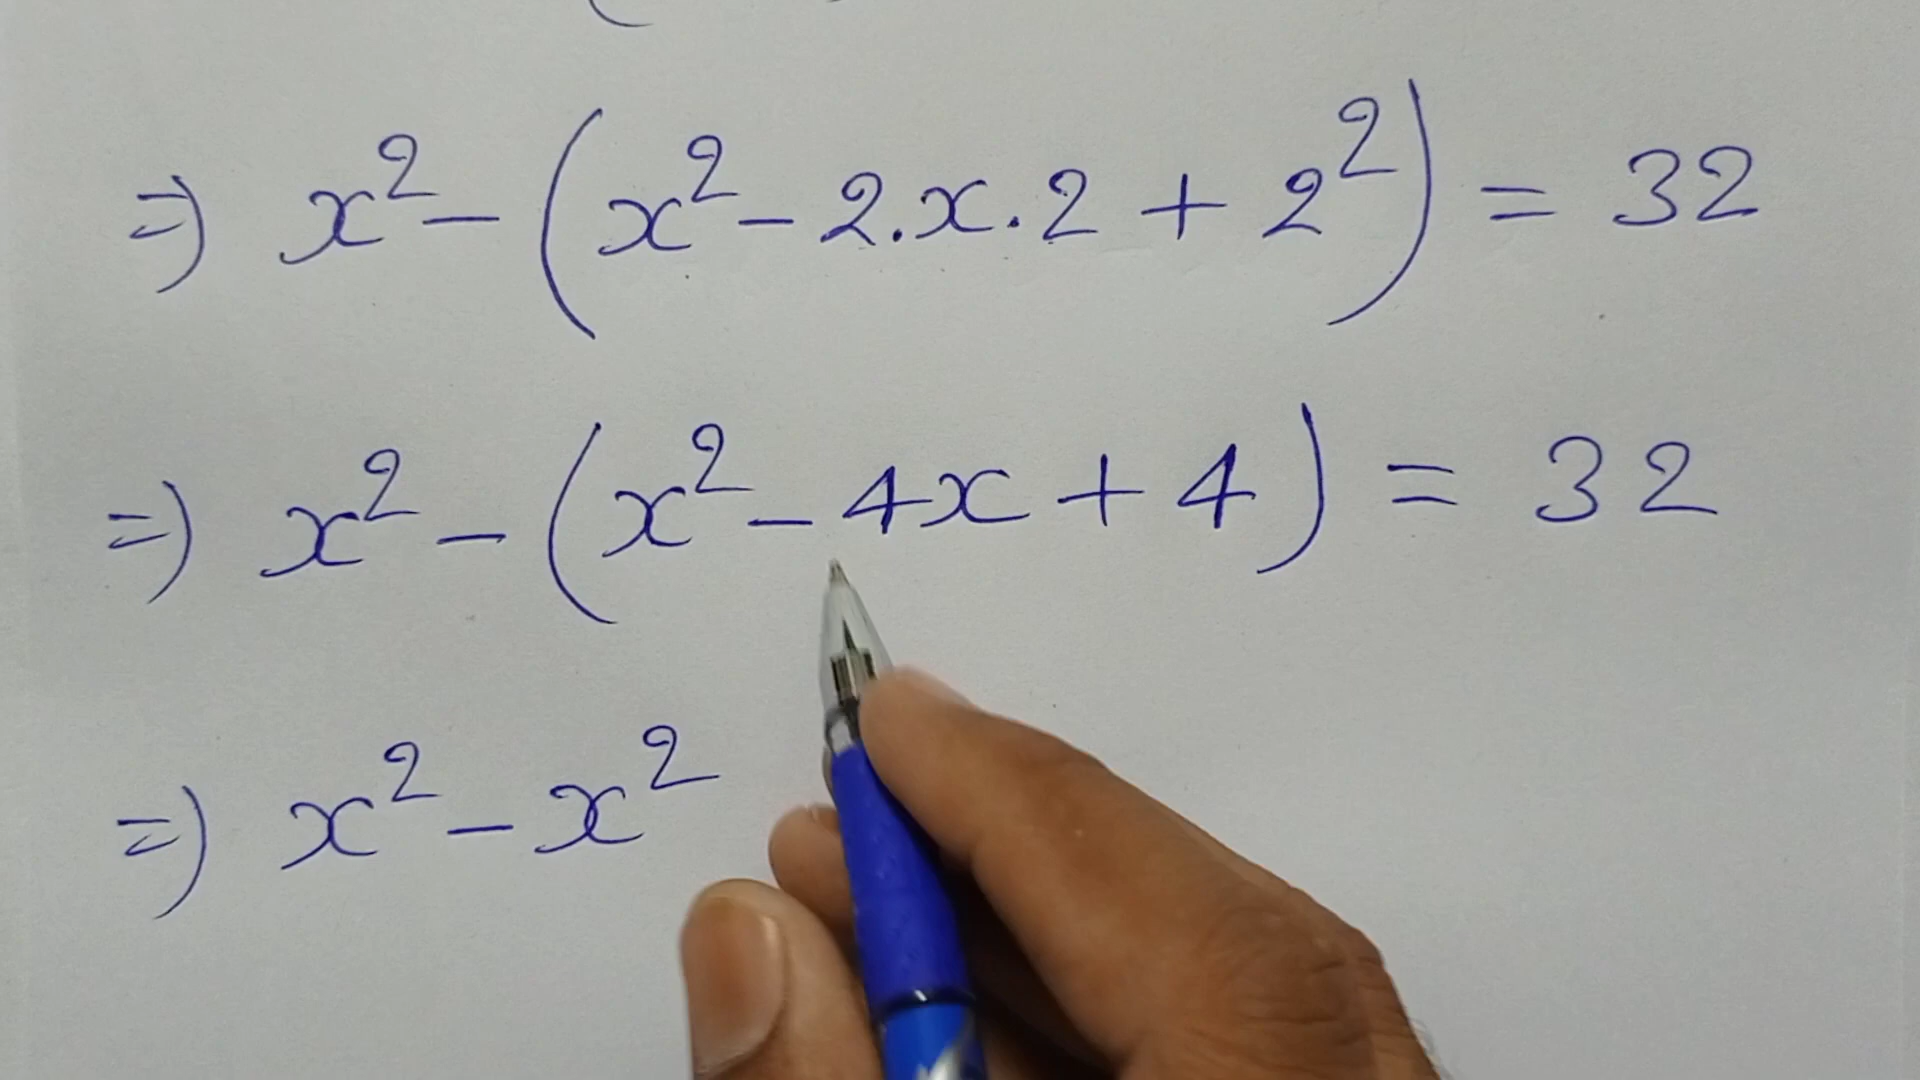 ⇒ x² - (x² - 2.x.2 + 2²) = 32
⇒ x² - (x² - 4x + 4) = 32
⇒ x² - x²